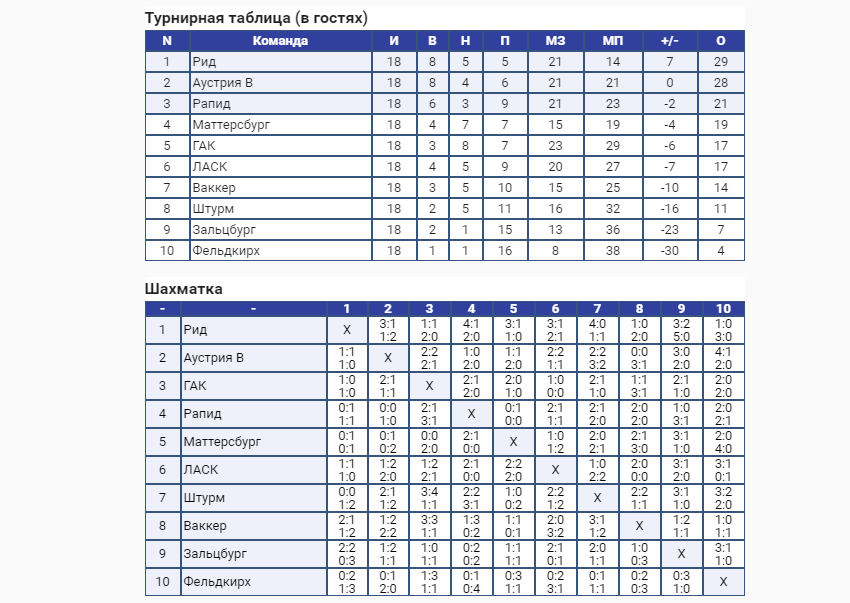 Турнирная таблица (в гостях)
N Команда И В Н П МЗ МП +/- О
1 Рид 18 8 5 5 21 14 7 29
2 Аустрия В 18 8 4 6 21 21 0 28
3 Рапид 18 6 3 9 21 23 -2 21
4 Маттерсбург 18 4 7 7 15 19 -4 19
5 ГАК 18 3 8 7 23 29 -6 17
6 ЛАСК 18 4 5 9 20 27 -7 17
7 Ваккер 18 3 5 10 15 25 -10 14
8 Штурм 18 2 5 11 16 32 -16 11
9 Зальцбург 18 2 1 15 13 36 -23 7
10 Фельдкирх 18 1 1 16 8 38 -30 4
Шахматка
- - 1 2 3 4 5 6 7 8 9 10
3:1 1:1 4:1 3:1 3:1 4:0 1:0 3:2 1:0
1 Рид X
1:2 2:0 2:0 1:0 2:1 1:1 2:0 5:0 3:0
1:1 2:2 1:0 1:1 2:2 2:2 0:0 3:0 4:1
2 Аустрия В X
1:0 2:1 2:0 2:0 1:1 3:2 3:1 2:0 2:0
1:0 2:1 2:1 2:0 1:0 2:1 1:1 2:1 2:0
3 ГАК X
1:0 1:1 2:0 1:0 0:0 1:1 3:1 1:0 2:0
0:1 0:0 2:1 0:1 2:1 2:1 2:0 1:0 2:0
4 Рапид X
1:1 1:0 3:1 0:0 1:1 2:0 2:0 3:1 2:1
0:1 0:1 0:0 2:1 1:0 2:0 2:1 3:1 2:0
5 Маттерсбург X
0:1 0:2 2:0 0:0 1:2 2:1 3:0 1:0 4:0
1:1 1:2 1:2 2:1 2:2 1:0 2:0 3:1 3:1
6 ЛАСК X
1:0 2:0 2:1 0:0 2:0 2:2 0:0 2:0 0:1
0:0 2:1 3:4 2:2 1:0 2:2 2:2 3:1 3:2
7 Штурм X
1:2 1:2 1:1 3:1 0:2 1:2 1:1 1:0 2:0
2:1 1:2 3:3 1:3 1:1 2:0 3:1 1:2 1:0
8 Ваккер X
1:2 2:2 1:1 0:2 0:1 3:2 1:2 1:1 1:1
2:2 1:2 1:0 0:2 1:1 2:1 2:0 1:0 3:1
9 Зальцбург X
0:3 1:1 1:1 0:2 1:1 0:1 1:1 0:3 1:0
0:2 0:1 1:3 0:1 0:3 0:2 0:1 0:2 0:3
10 Фельдкирх X
1:3 2:0 1:1 0:4 1:1 3:1 1:1 0:3 1:0